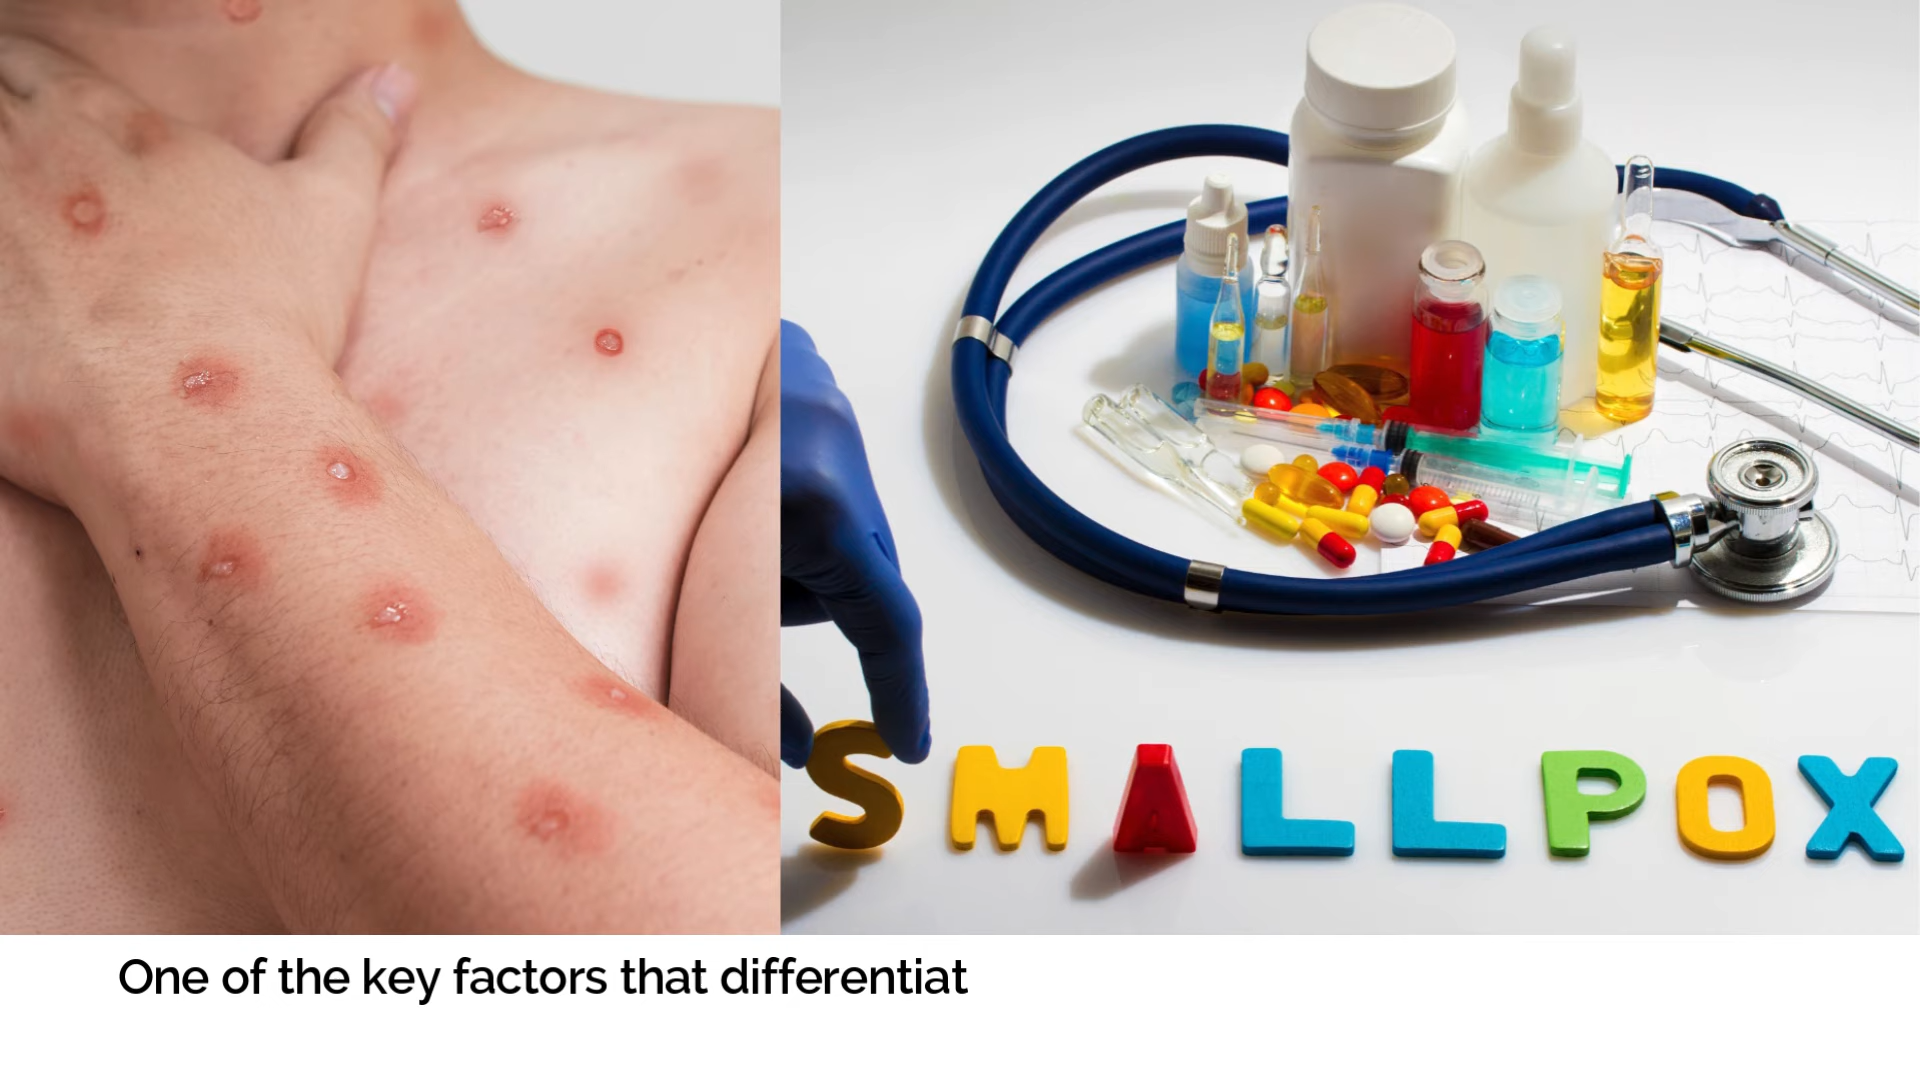 SMALLPOX
One of the key factors that differentiat